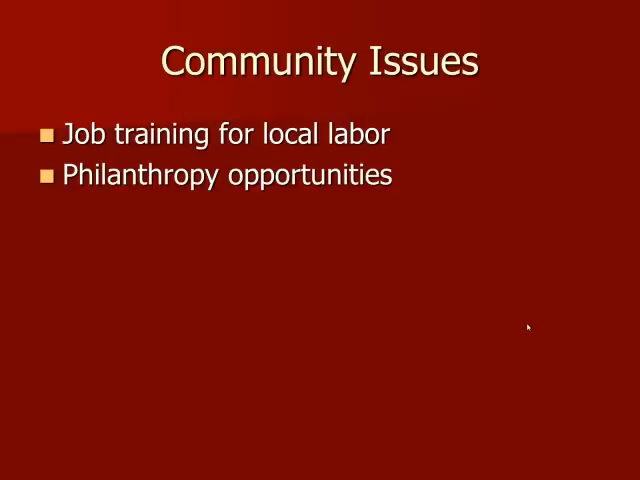 Community Issues
Job training for local labor
Philanthropy opportunities